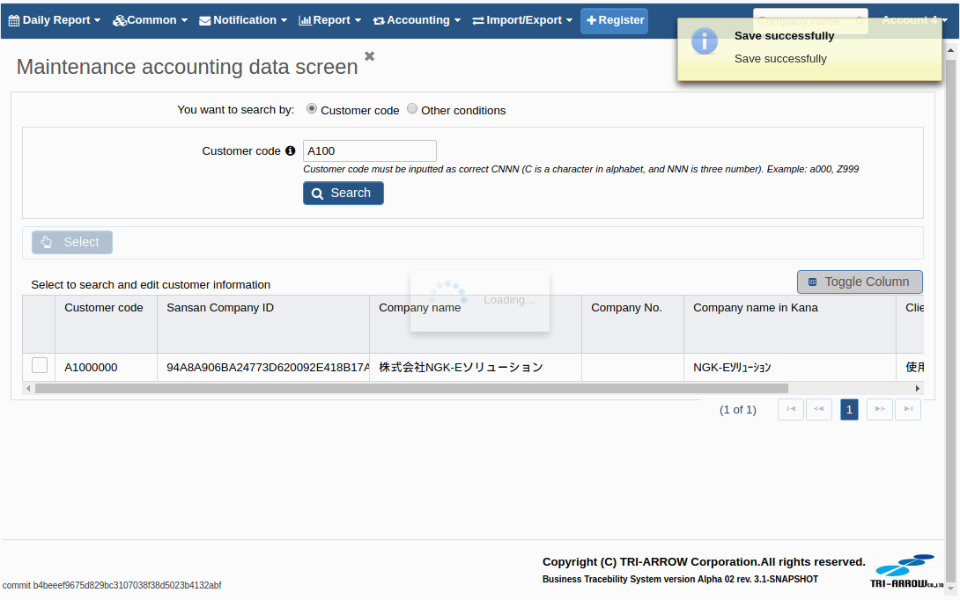 Daily Report Common Notification Report Accounting Import/Export Register Company name Account 4
Save successfully
Save successfully
Maintenance accounting data screen
You want to search by: Customer code Other conditions
Customer code A100
Customer code must be inputted as correct CNNN (C is a character in alphabet, and NNN is three number). Example: a000, Z999
Search
Select
Select to search and edit customer information
Toggle Column
Loading...
Customer code Sansan Company ID Company name Company No. Company name in Kana Clie
A1000000 94A8A906BA24773D620092E418B17A 株式会社NGK-Eソリューション NGK-Eｿﾘｭｰｼｮﾝ 使用
(1 of 1) 1
Copyright (C) TRI-ARROW Corporation.All rights reserved.
Business Tracebility System version Alpha 02 rev. 3.1-SNAPSHOT
TRI-ARROW CO.,LTD
commit b4beeef9675d829bc3107038f38d5023b4132abf